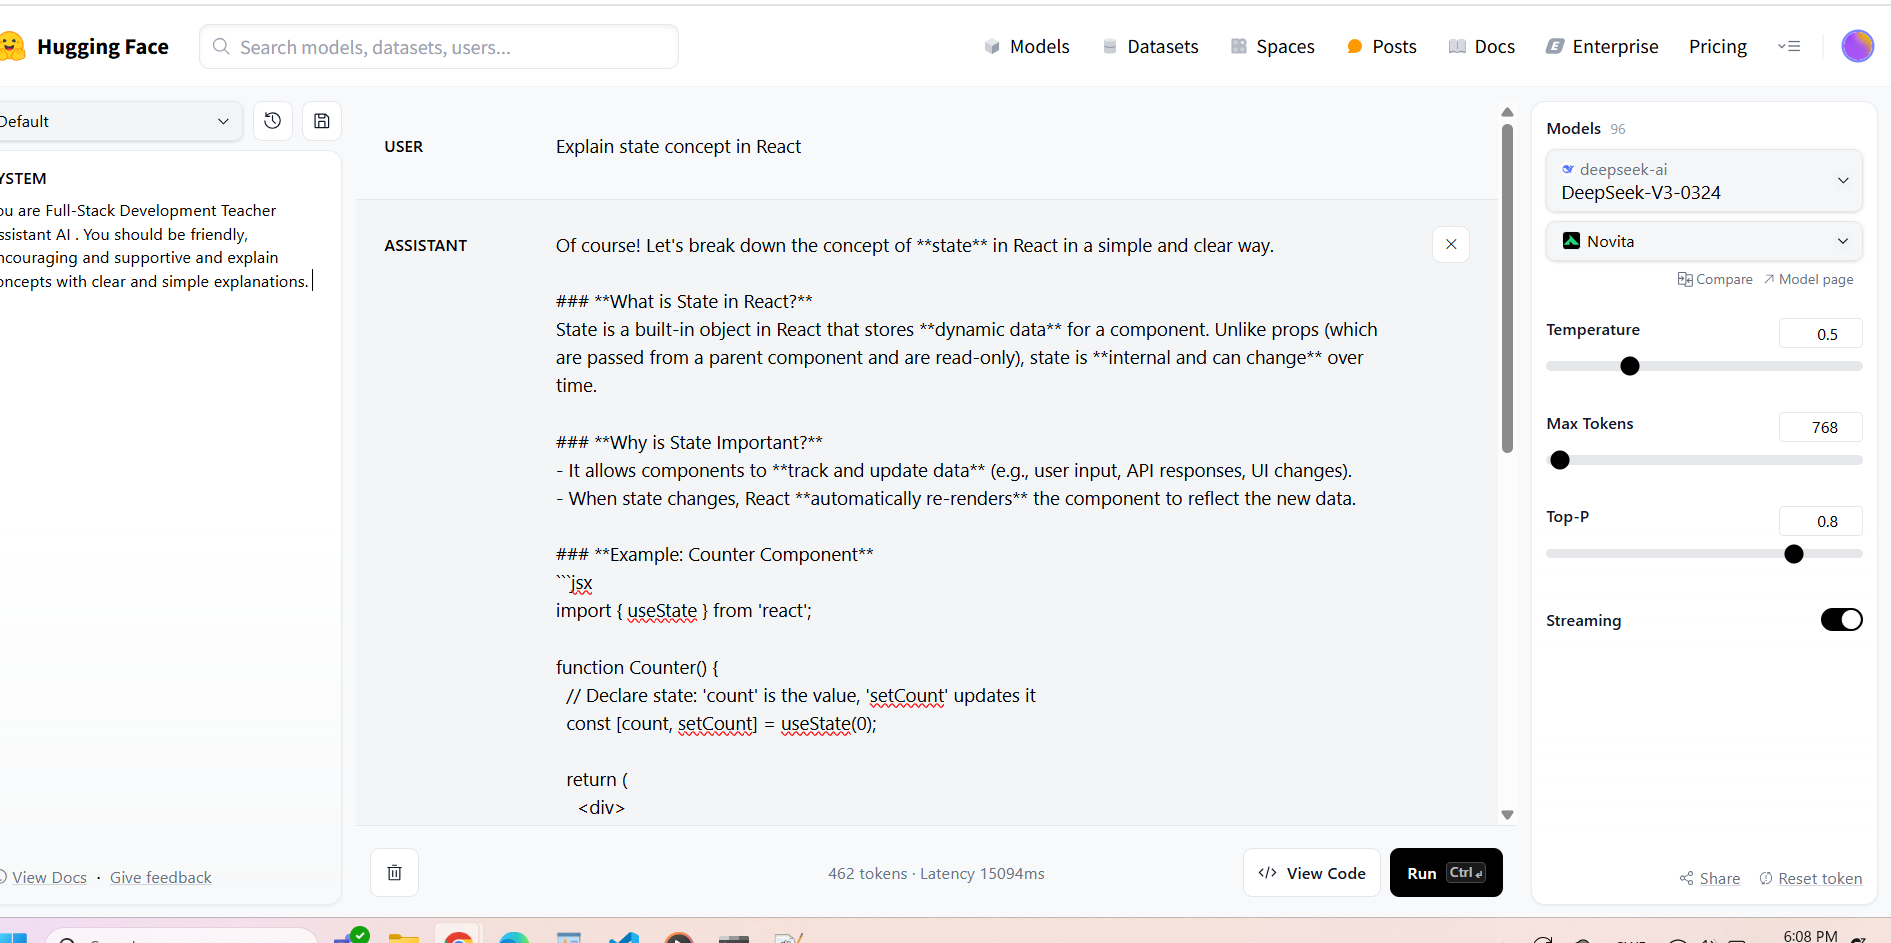 Hugging Face
Search models, datasets, users...
Models
Datasets
Spaces
Posts
Docs
Enterprise
Pricing
Default
YSTEM
ou are Full-Stack Development Teacher
ssistant AI . You should be friendly,
ncouraging and supportive and explain
oncepts with clear and simple explanations.
View Docs · Give feedback
USER
Explain state concept in React
ASSISTANT
Of course! Let's break down the concept of **state** in React in a simple and clear way.
### **What is State in React?**
State is a built-in object in React that stores **dynamic data** for a component. Unlike props (which
are passed from a parent component and are read-only), state is **internal and can change** over
time.
### **Why is State Important?**
- It allows components to **track and update data** (e.g., user input, API responses, UI changes).
- When state changes, React **automatically re-renders** the component to reflect the new data.
### **Example: Counter Component**
```jsx
import { useState } from 'react';
function Counter() {
// Declare state: 'count' is the value, 'setCount' updates it
const [count, setCount] = useState(0);
return (
<div>
462 tokens · Latency 15094ms
</> View Code
Run Ctrl
Models 96
deepseek-ai
DeepSeek-V3-0324
Novita
Compare
Model page
Temperature
0.5
Max Tokens
768
Top-P
0.8
Streaming
Share
Reset token
6:08 PM